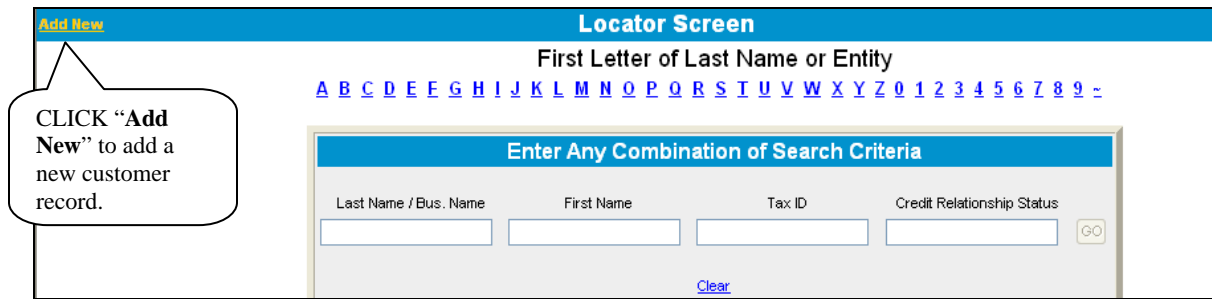 Add New
Locator Screen
First Letter of Last Name or Entity
A B C D E F G H I J K L M N O P Q R S T U V W X Y Z 0 1 2 3 4 5 6 7 8 9 ~
CLICK “Add
New” to add a
new customer
record.
Enter Any Combination of Search Criteria
Last Name / Bus. Name First Name Tax ID Credit Relationship Status
GO
Clear